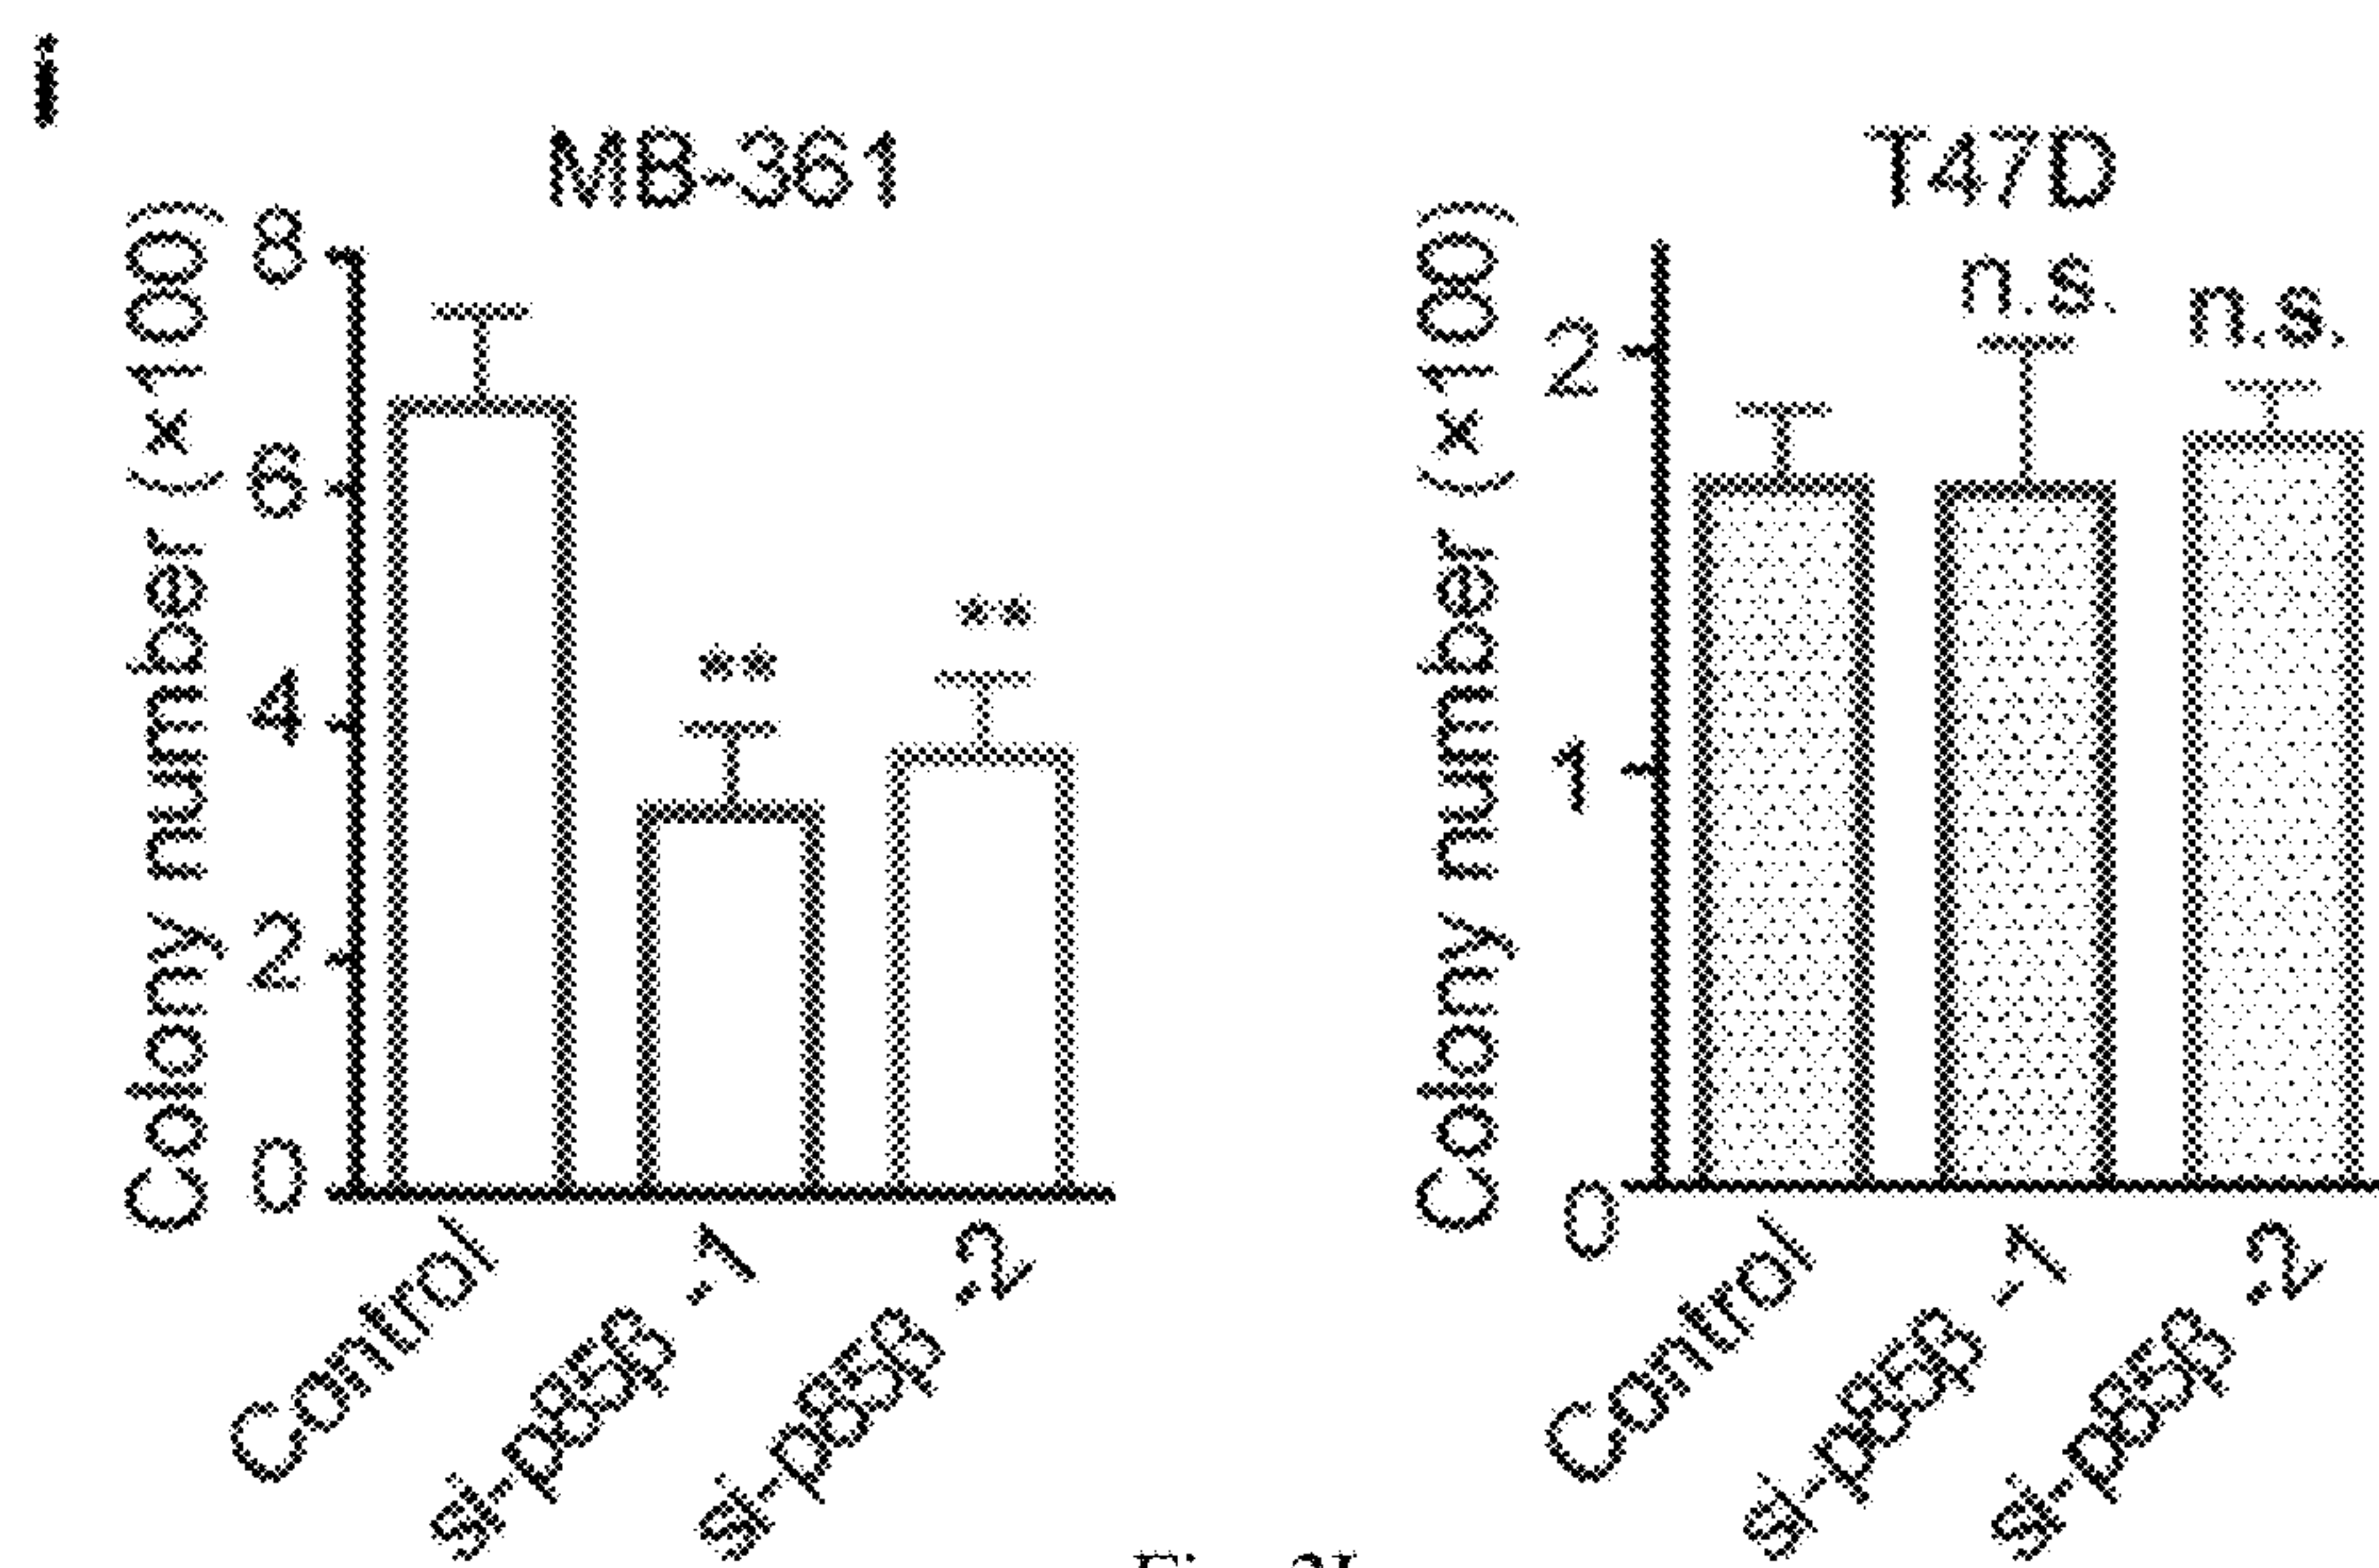 i
MB-361
Colony number (×100)
8
6
4
2
0
**
**
Control
si-p85β -1
si-p85β -2
T47D
Colony number (×100)
2
1
0
n.s.
n.s.
Control
si-p85β -1
si-p85β -2